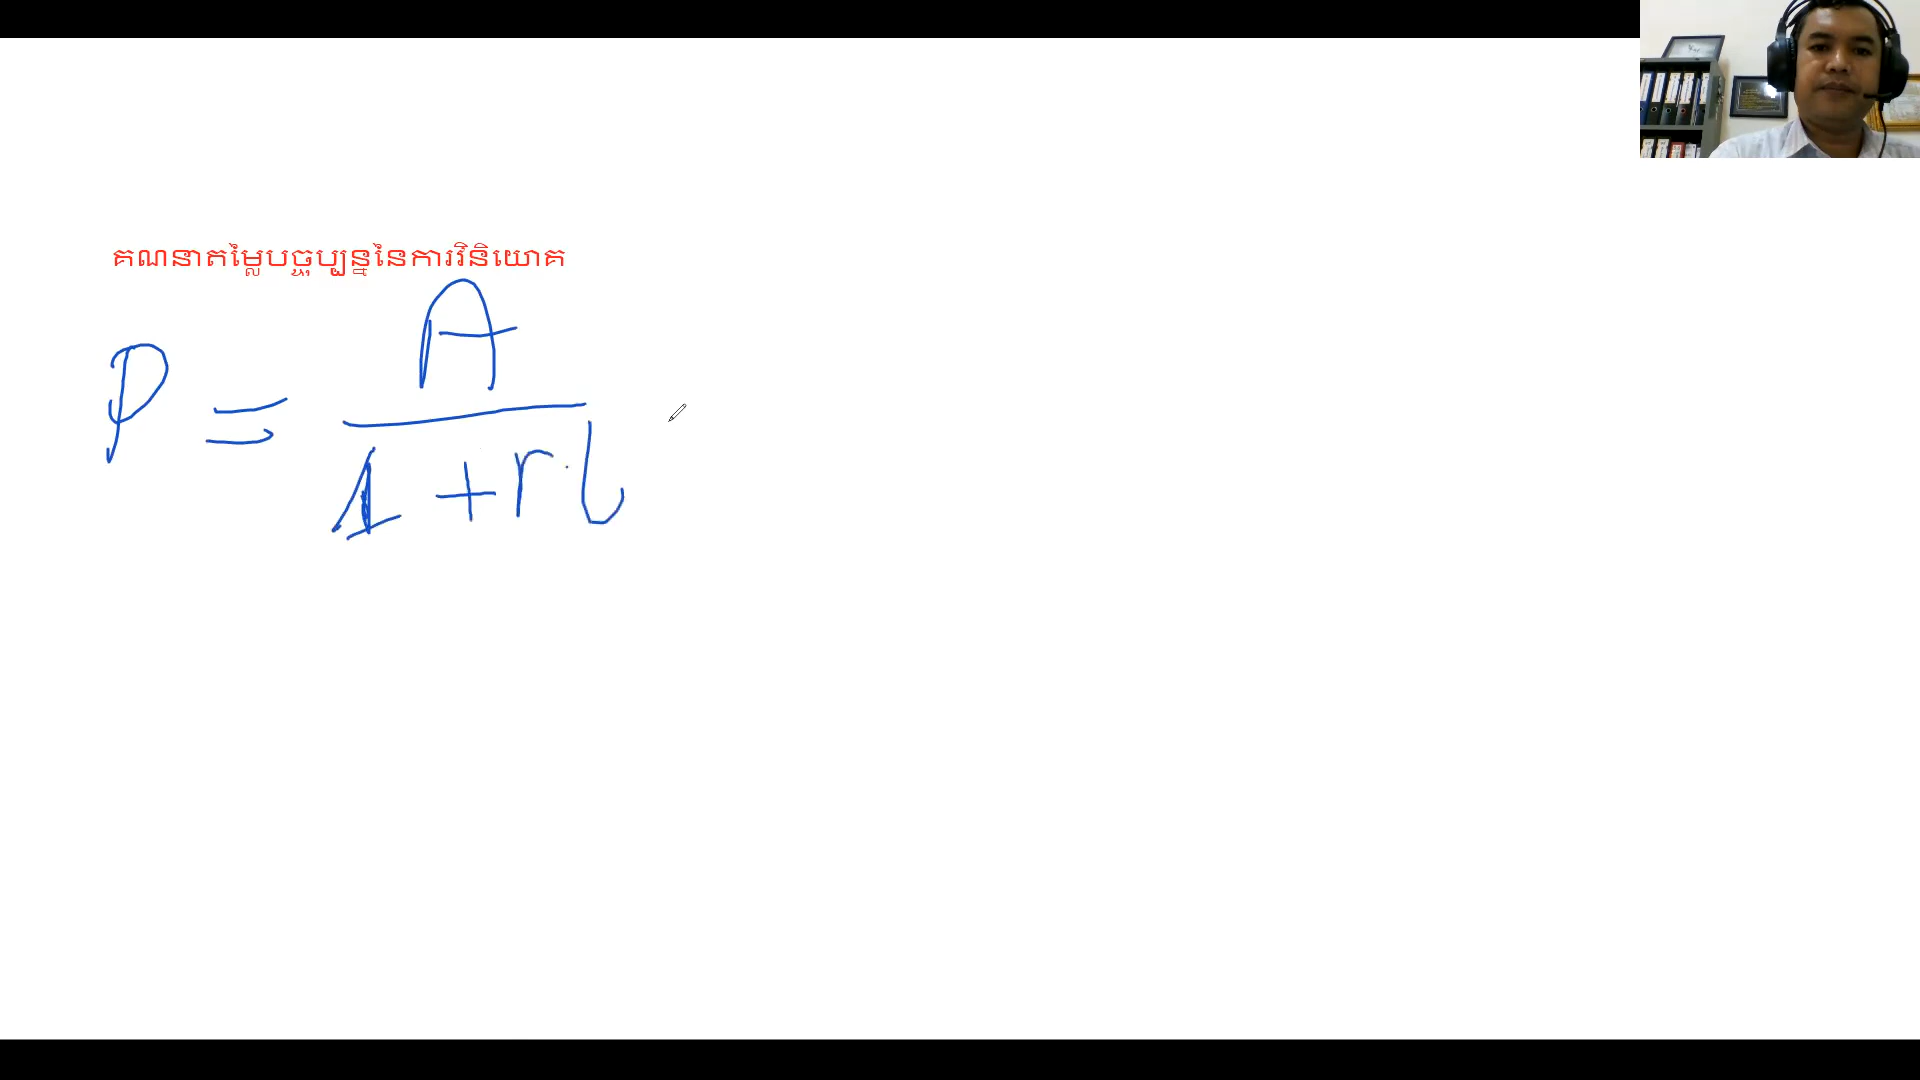 គណនាតម្លៃបច្ចុប្បន្ននៃការវិនិយោគ
P = A / (1 + r.t)